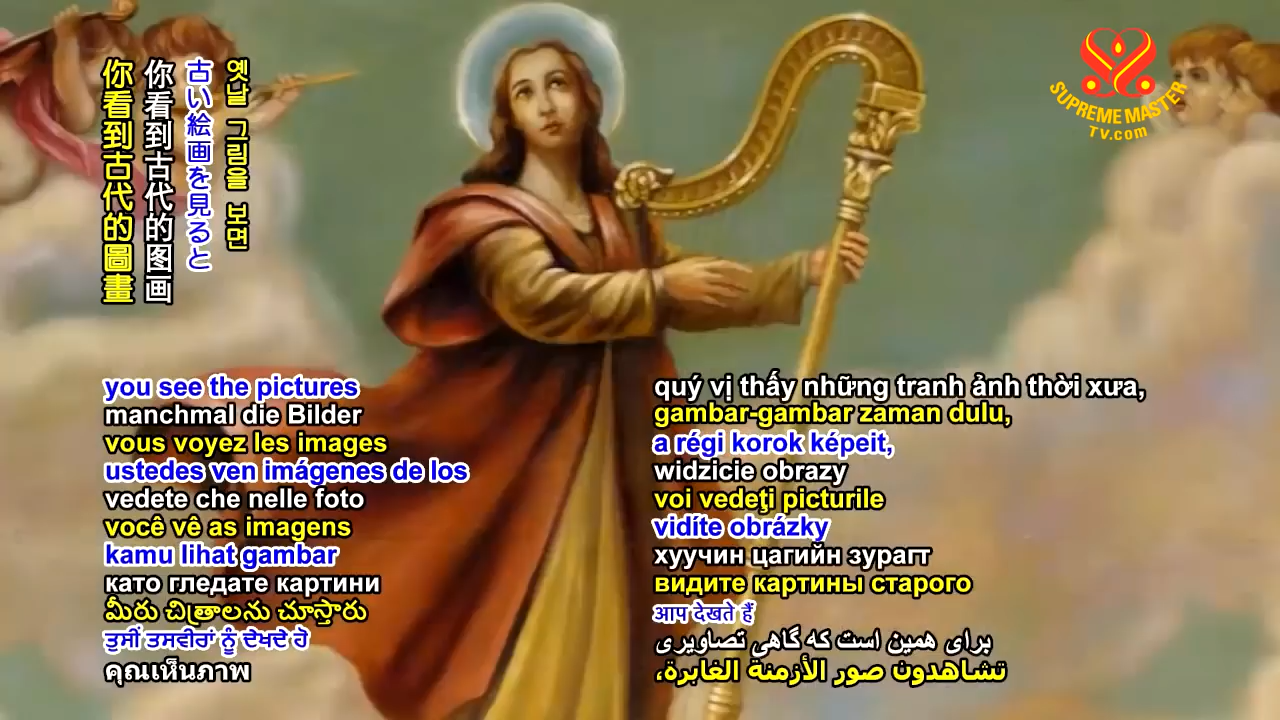 你看到古代的圖畫
你看到古代的图画
古い絵画を見ると
옛날 그림을 보면
SUPREME MASTER
TV.com
you see the pictures
manchmal die Bilder
vous voyez les images
ustedes ven imágenes de los
vedete che nelle foto
você vê as imagens
kamu lihat gambar
като гледате картини
మీరు చిత్రాలను చూస్తారు
ਤੁਸੀਂ ਤਸਵੀਰਾਂ ਨੂੰ ਦੇਖਦੇ ਹੋ
คุณเห็นภาพ
quý vị thấy những tranh ảnh thời xưa,
gambar-gambar zaman dulu,
a régi korok képeit,
widzicie obrazy
voi vedeţi picturile
vidíte obrázky
хуучин цагийн зурагт
видите картины старого
आप देखते हैं
برای همین است که گاهی تصاویری
تشاهدون صور الأزمنة الغابرة،